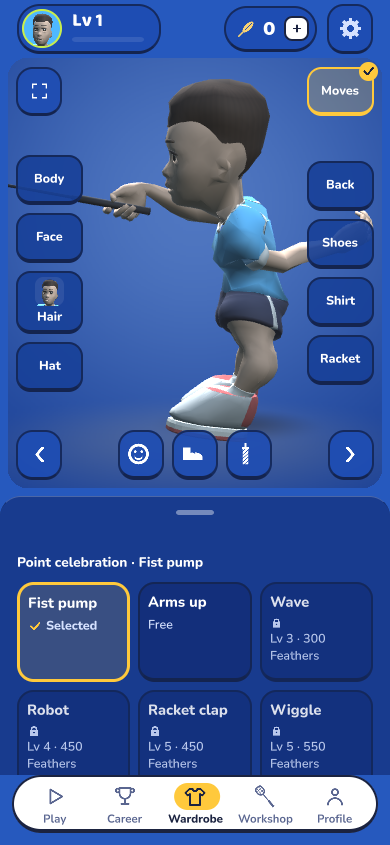 Lv 1
0
+
Moves
Body
Back
Face
Shoes
Hair
Shirt
Hat
Racket
Point celebration · Fist pump
Fist pump
Selected
Arms up
Free
Wave
Lv 3 · 300
Feathers
Robot
Lv 4 · 450
Feathers
Racket clap
Lv 5 · 450
Feathers
Wiggle
Lv 5 · 550
Feathers
Play
Career
Wardrobe
Workshop
Profile